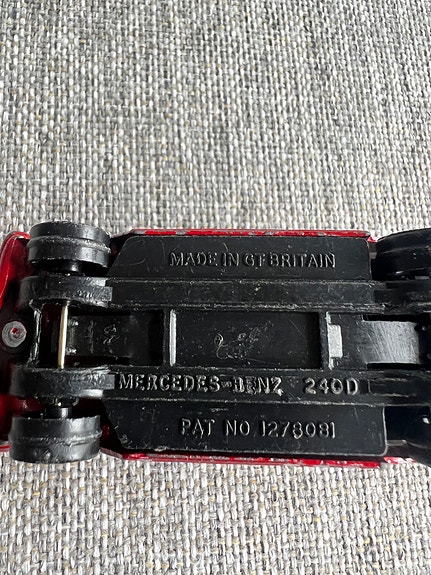 MADE IN GT BRITAIN
MERCEDES-BENZ 240D
PAT NO 1278081